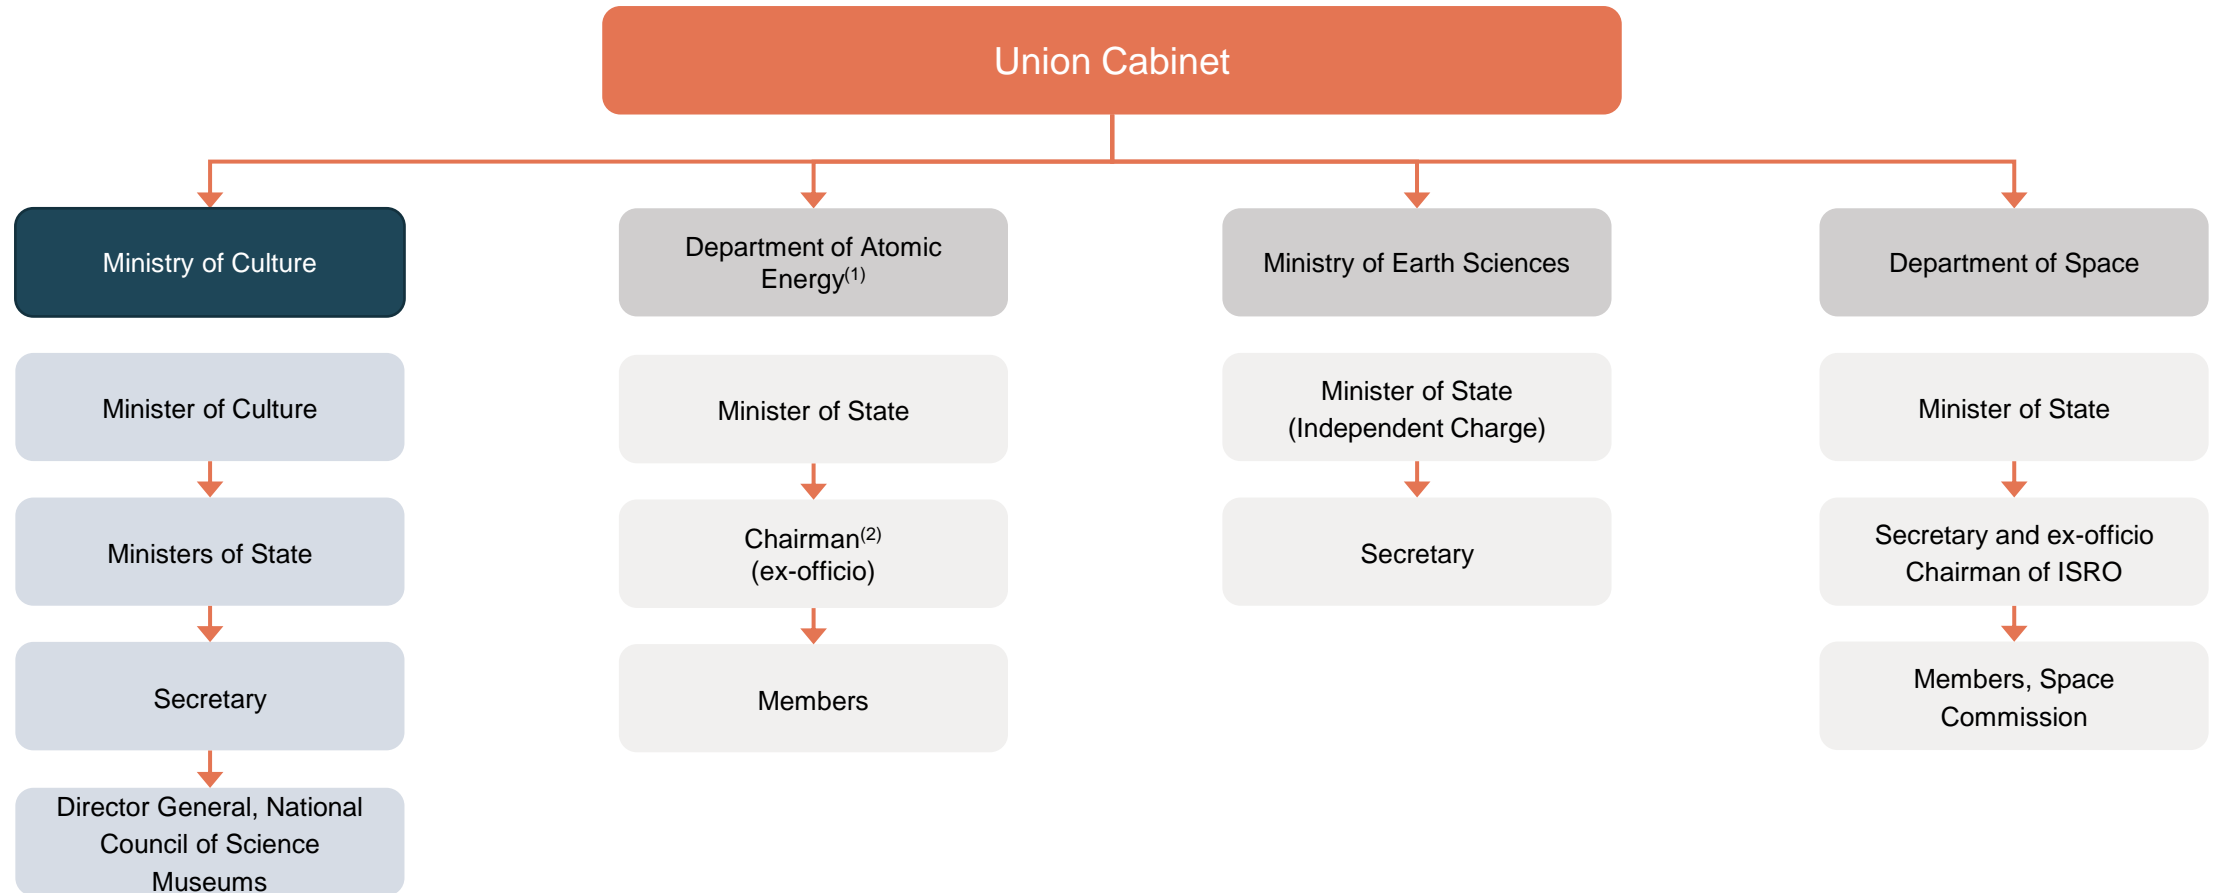 Union Cabinet
Ministry of Culture
Department of Atomic
Energy(1)
Ministry of Earth Sciences
Department of Space
Minister of Culture
Minister of State
Minister of State
(Independent Charge)
Minister of State
Ministers of State
Chairman(2)
(ex-officio)
Secretary
Secretary and ex-officio
Chairman of ISRO
Secretary
Members
Members, Space
Commission
Director General, National
Council of Science
Museums